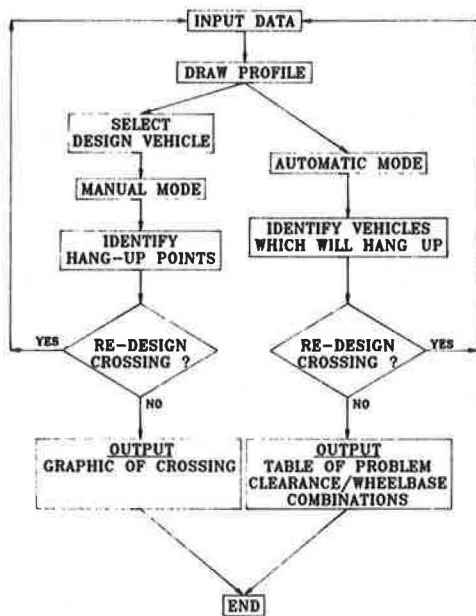 INPUT DATA
DRAW PROFILE
SELECT
DESIGN VEHICLE
MANUAL MODE
IDENTIFY
HANG-UP POINTS
YES
RE-DESIGN
CROSSING ?
NO
OUTPUT
GRAPHIC OF CROSSING
AUTOMATIC MODE
IDENTIFY VEHICLES
WHICH WILL HANG UP
RE-DESIGN
CROSSING ?
YES
NO
OUTPUT
TABLE OF PROBLEM
CLEARANCE/WHEELBASE
COMBINATIONS
END